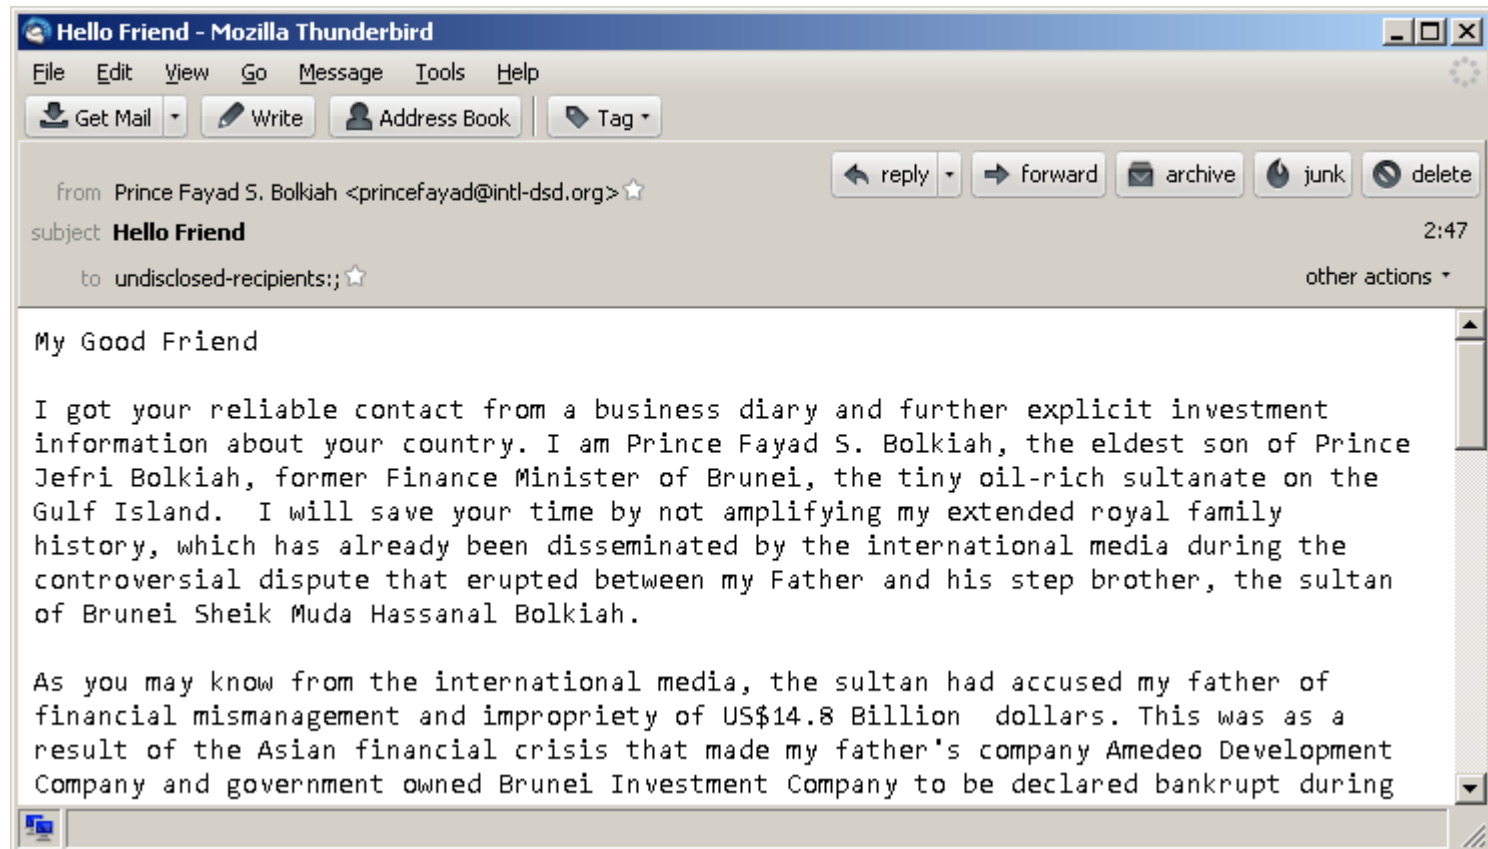 Hello Friend - Mozilla Thunderbird
File Edit View Go Message Tools Help
Get Mail Write Address Book Tag
from Prince Fayad S. Bolkiah <princefayad@intl-dsd.org> reply forward archive junk delete
subject Hello Friend 2:47
to undisclosed-recipients:; other actions
My Good Friend
I got your reliable contact from a business diary and further explicit investment
information about your country. I am Prince Fayad S. Bolkiah, the eldest son of Prince
Jefri Bolkiah, former Finance Minister of Brunei, the tiny oil-rich sultanate on the
Gulf Island.  I will save your time by not amplifying my extended royal family
history, which has already been disseminated by the international media during the
controversial dispute that erupted between my Father and his step brother, the sultan
of Brunei Sheik Muda Hassanal Bolkiah.
As you may know from the international media, the sultan had accused my father of
financial mismanagement and impropriety of US$14.8 Billion  dollars. This was as a
result of the Asian financial crisis that made my father's company Amedeo Development
Company and government owned Brunei Investment Company to be declared bankrupt during